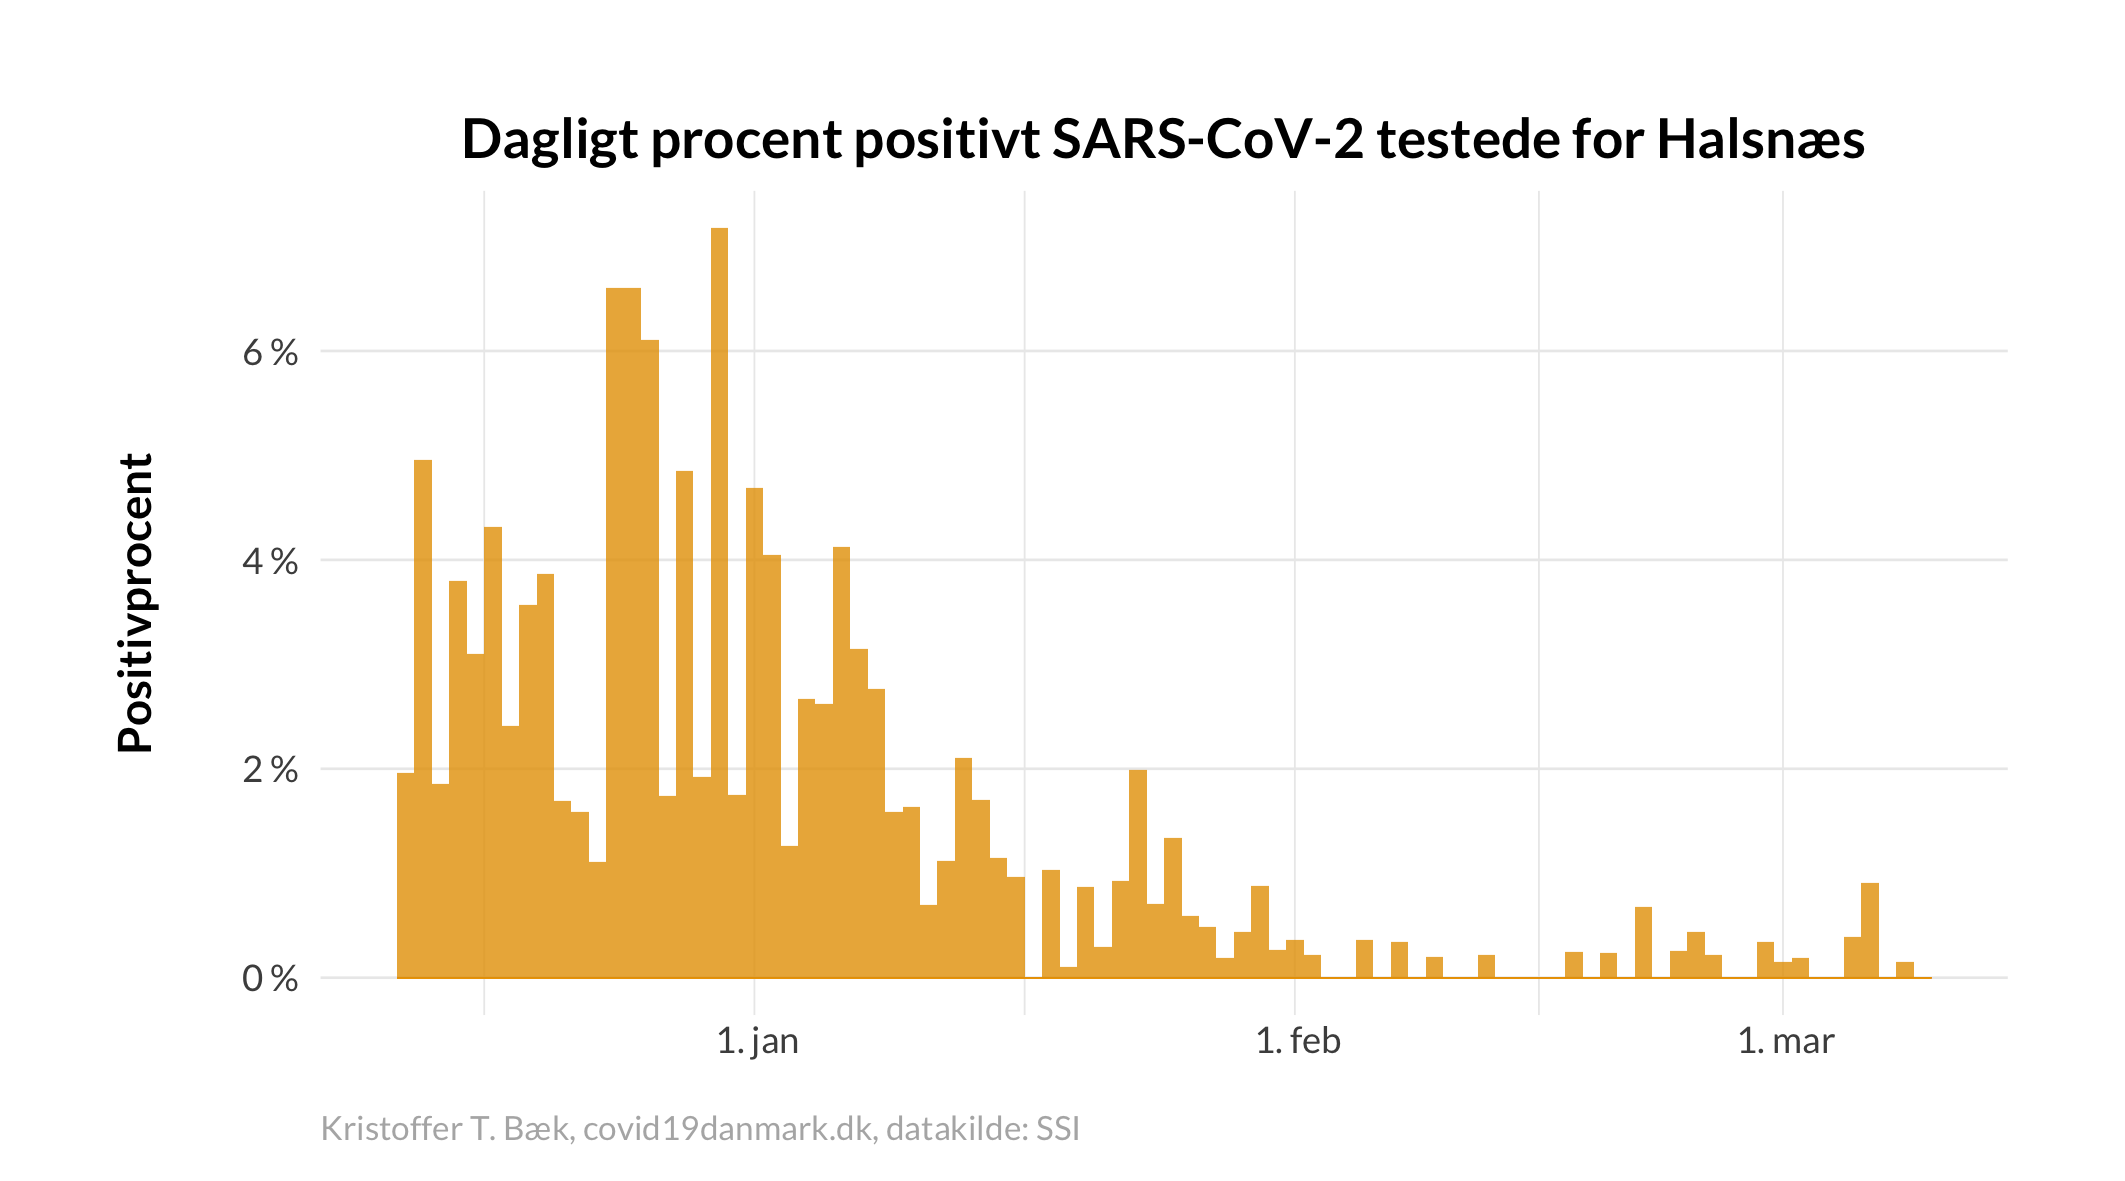 Dagligt procent positivt SARS-CoV-2 testede for Halsnæs
Positivprocent
6 %
4 %
2 %
0 %
1. jan
1. feb
1. mar
Kristoffer T. Bæk, covid19danmark.dk, datakilde: SSI